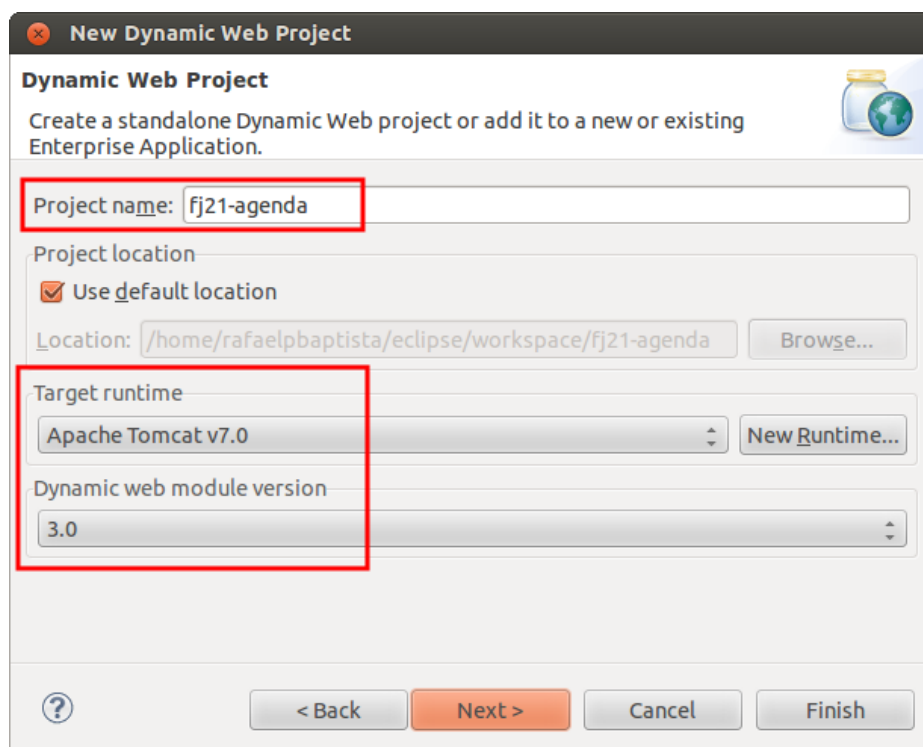 New Dynamic Web Project
Dynamic Web Project
Create a standalone Dynamic Web project or add it to a new or existing
Enterprise Application.
Project name: fj21-agenda
Project location
Use default location
Location: /home/rafaelpbaptista/eclipse/workspace/fj21-agenda Browse...
Target runtime
Apache Tomcat v7.0 New Runtime...
Dynamic web module version
3.0
? < Back Next > Cancel Finish